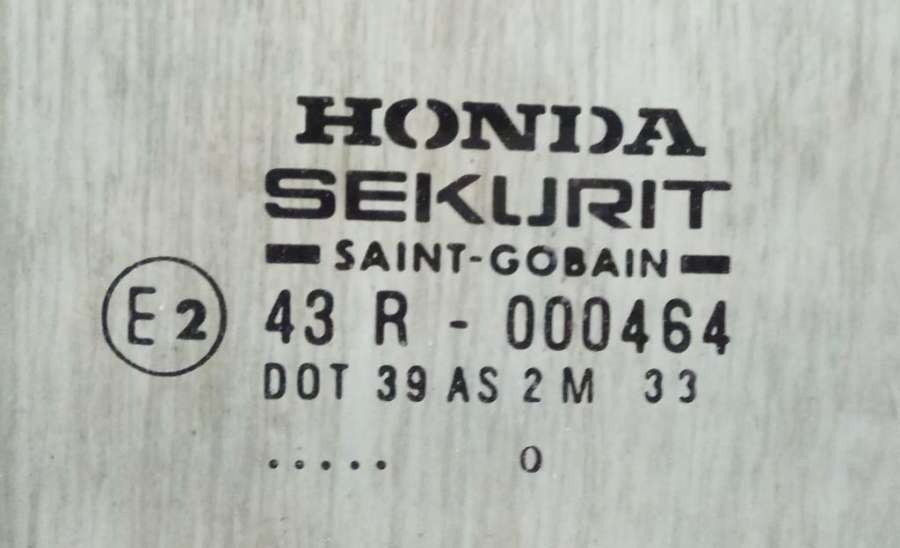 HONDA
SEKURIT
SAINT-GOBAIN
E2 43 R - 000464
DOT 39 AS 2 M 33
..... 0